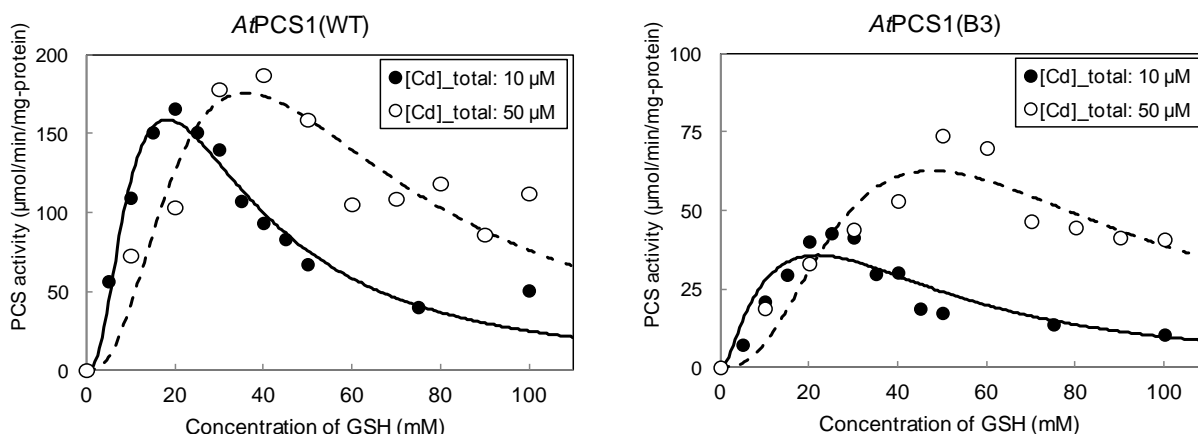 AtPCS1(WT)
PCS activity (µmol/min/mg-protein)
200
150
100
50
0
[Cd]_total: 10 µM
[Cd]_total: 50 µM
0 20 40 60 80 100
Concentration of GSH (mM)
AtPCS1(B3)
PCS activity (µmol/min/mg-protein)
100
75
50
25
0
[Cd]_total: 10 µM
[Cd]_total: 50 µM
0 20 40 60 80 100
Concentration of GSH (mM)